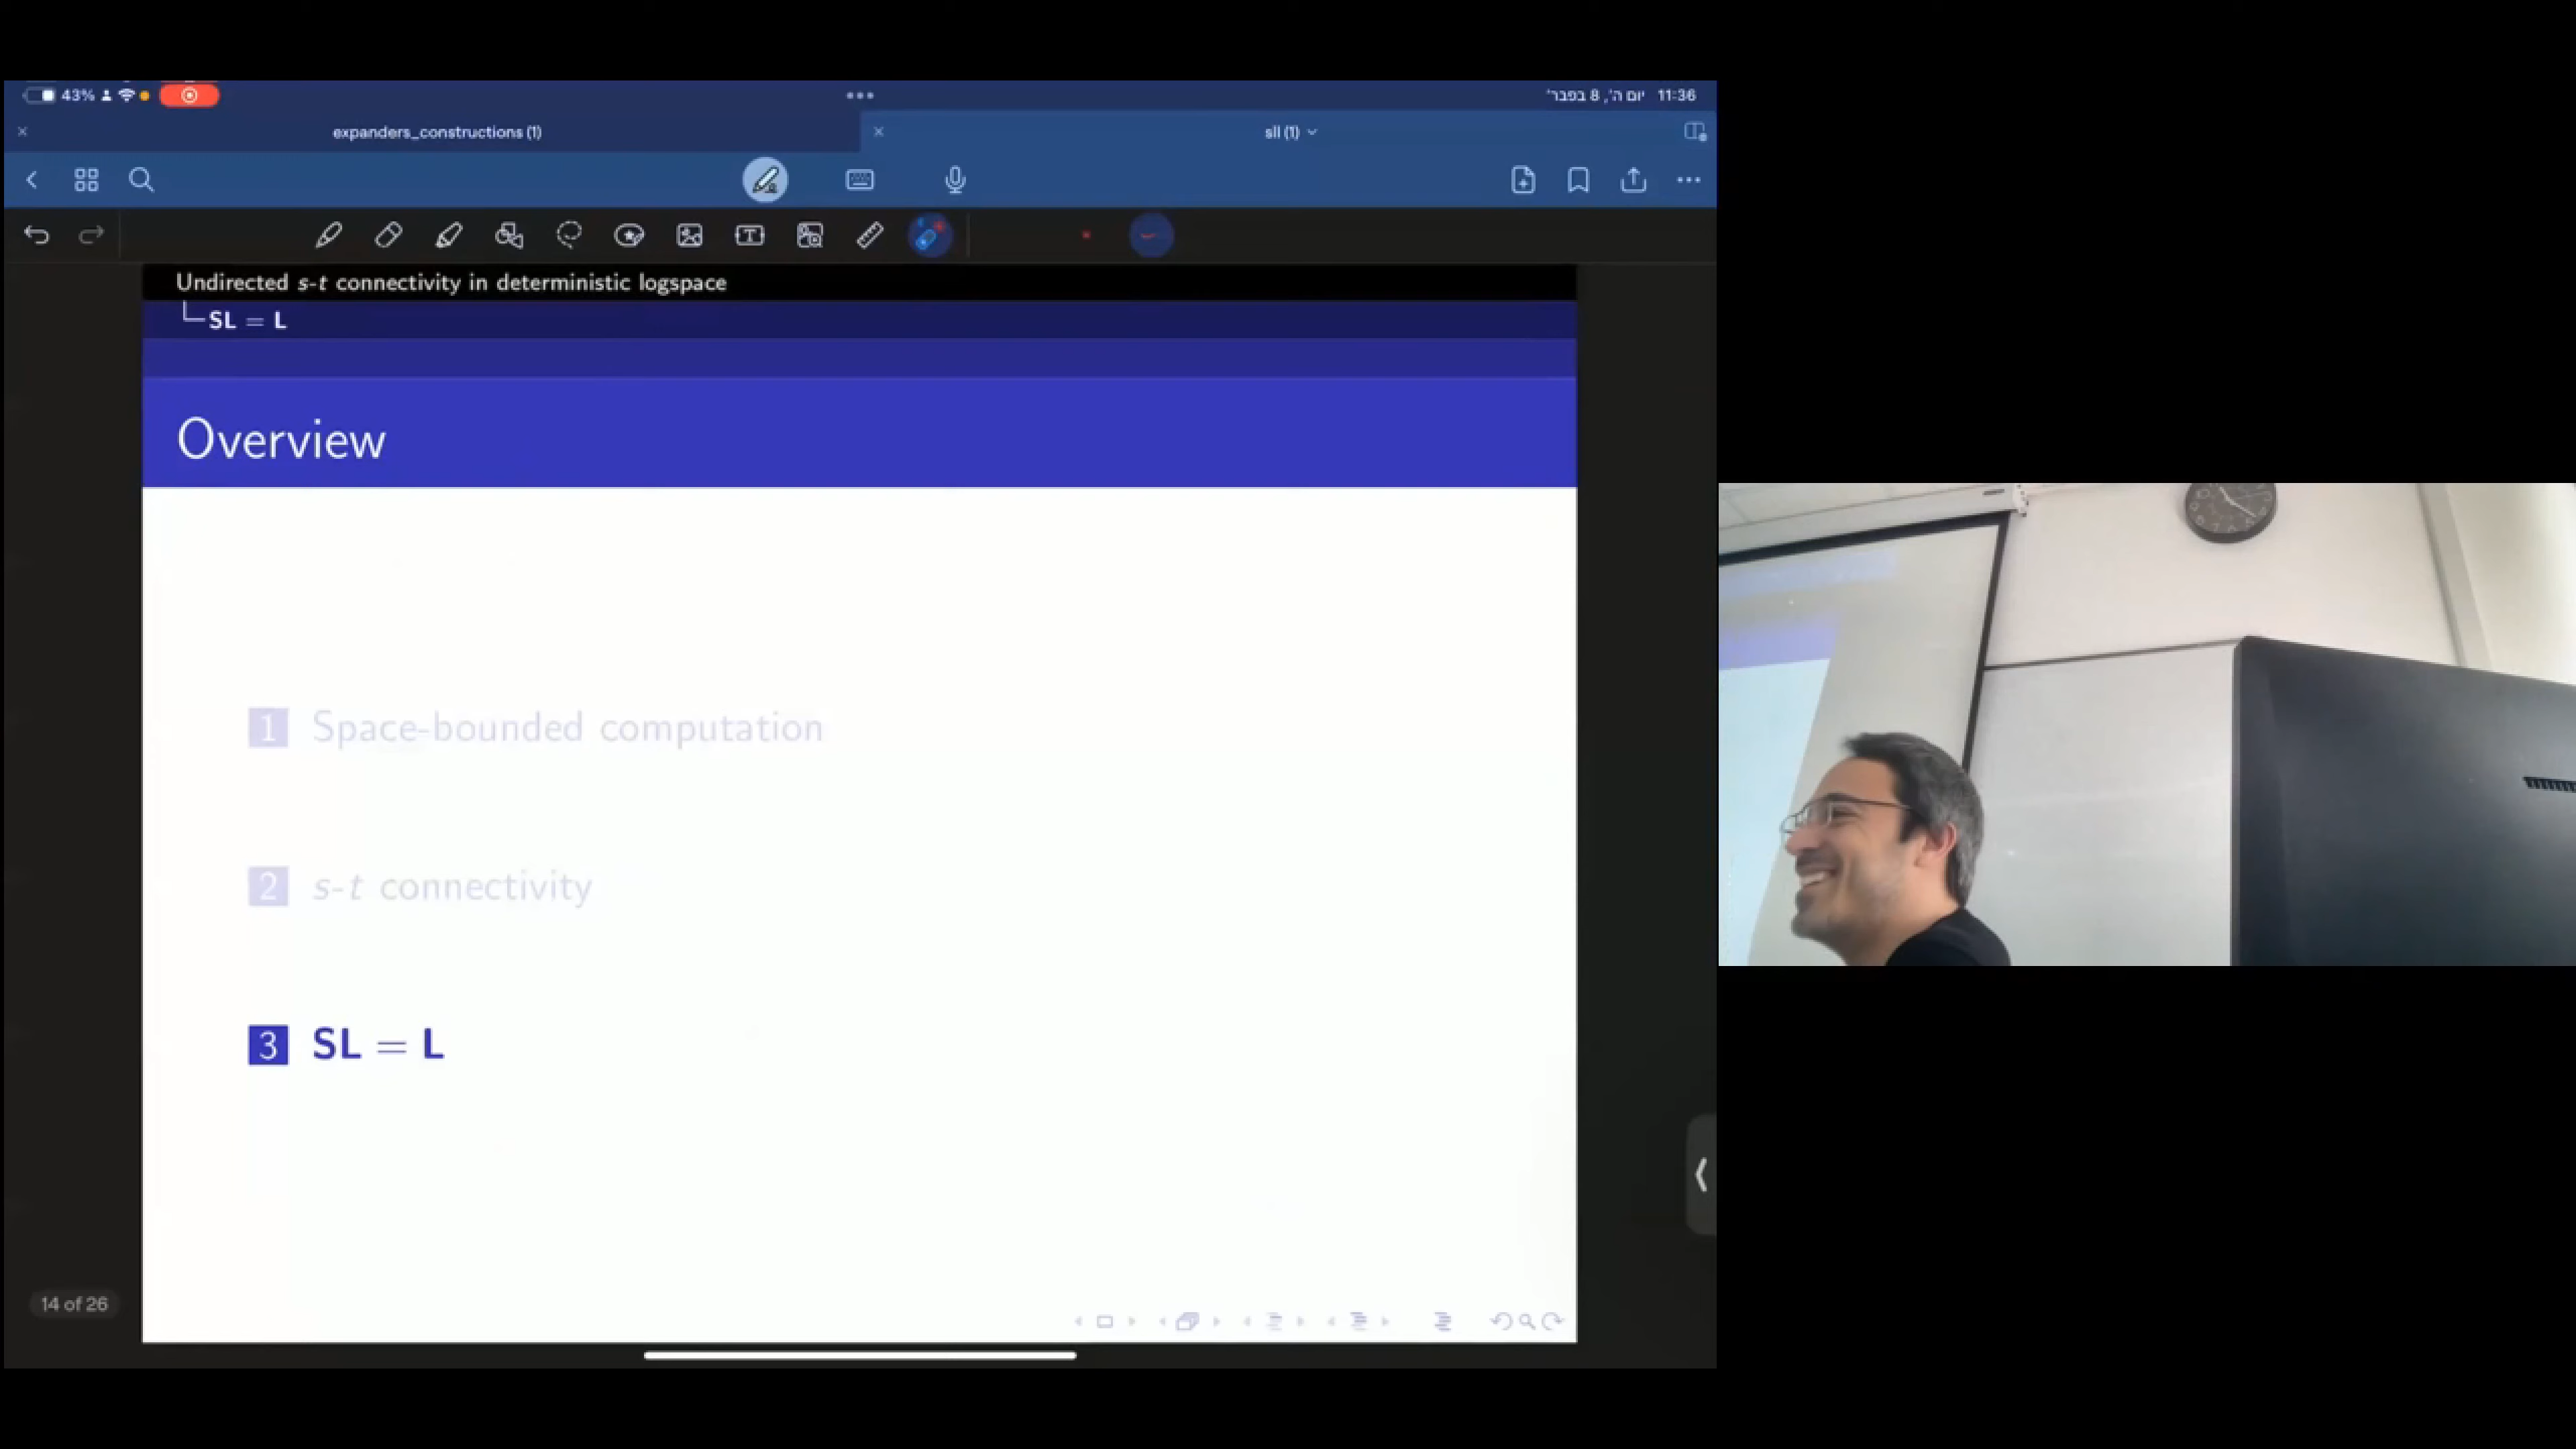 43%
11:36 יום ה׳, 8 בפבר׳
expanders_constructions (1)
sll (1)
Undirected s-t connectivity in deterministic logspace
SL = L
Overview
1 Space-bounded computation
2 s-t connectivity
3 SL = L
14 of 26